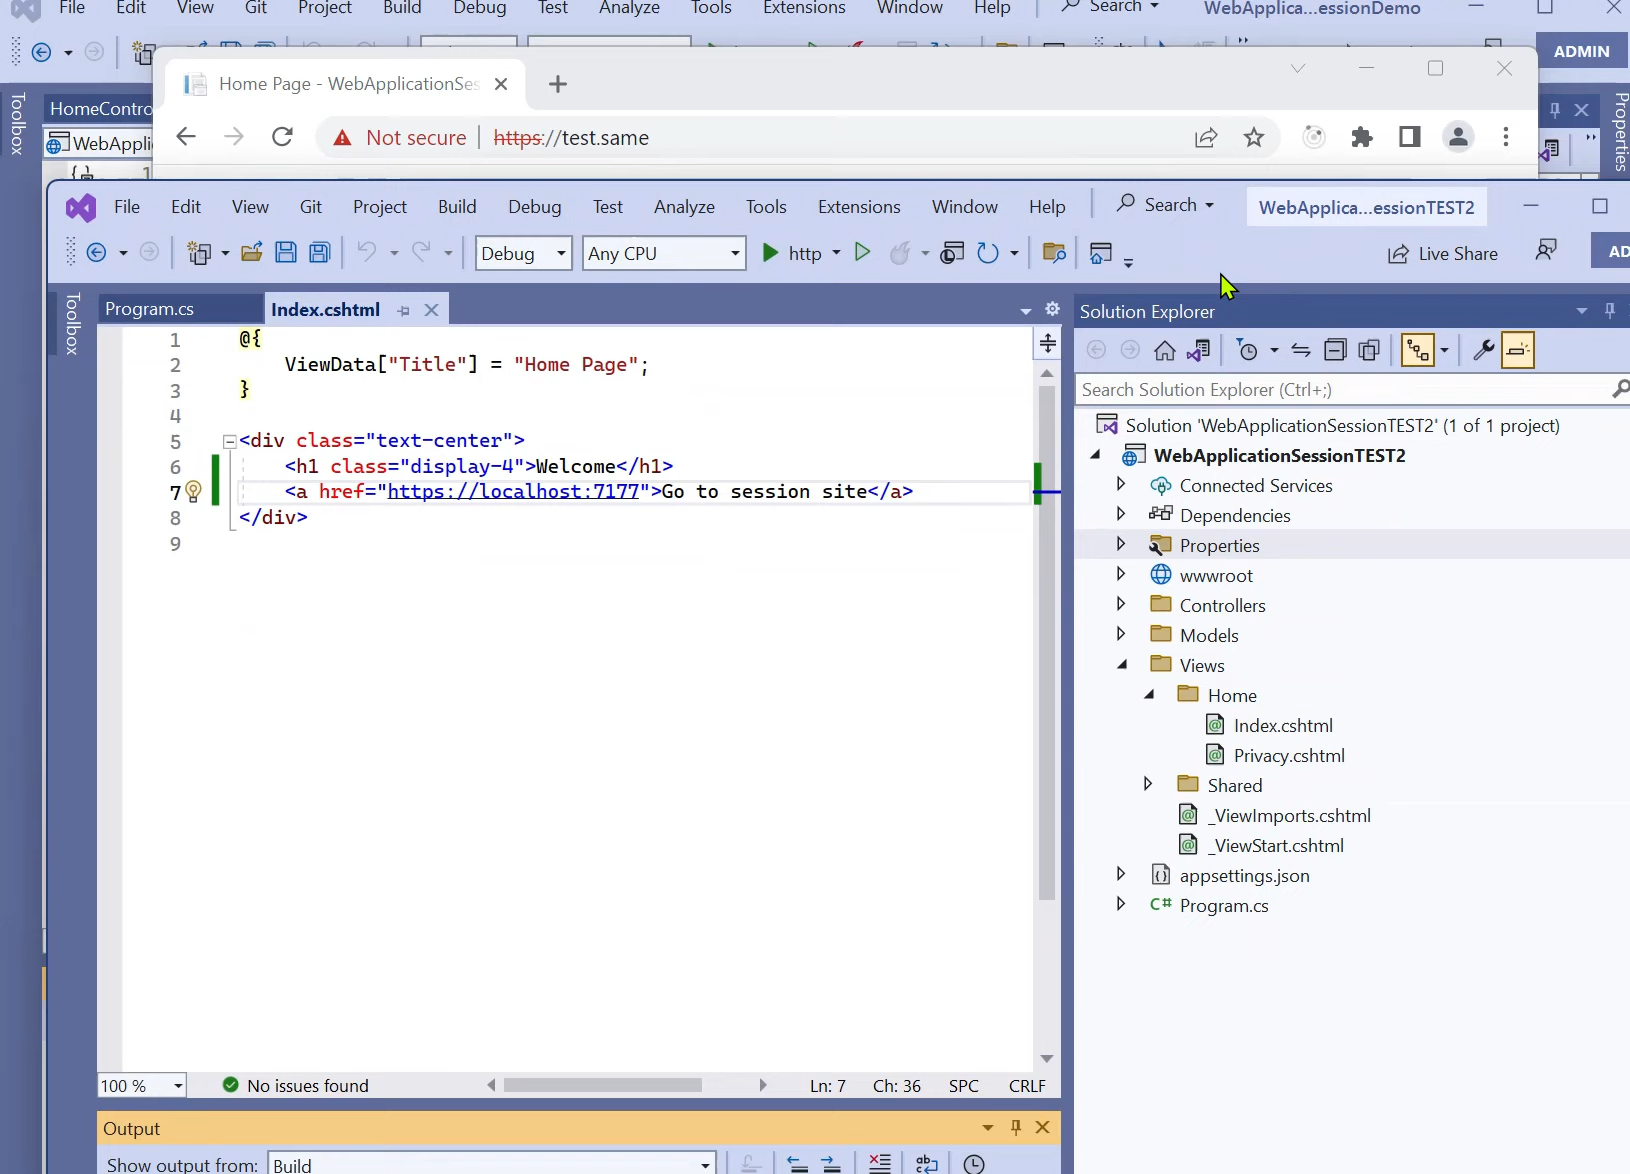 File Edit View Git Project Build Debug Test Analyze Tools Extensions Window Help Search WebApplica...essionDemo
ADMIN
Home Page - WebApplicationSes
Toolbox
HomeContro
Properties
Not secure https://test.same
WebAppli
1
File Edit View Git Project Build Debug Test Analyze Tools Extensions Window Help Search WebApplica...essionTEST2
Debug Any CPU http Live Share AD
Toolbox
Program.cs Index.cshtml
1 @{
2 ViewData["Title"] = "Home Page";
3 }
4
5 <div class="text-center">
6 <h1 class="display-4">Welcome</h1>
7 <a href="https://localhost:7177">Go to session site</a>
8 </div>
9
Solution Explorer
Search Solution Explorer (Ctrl+;)
Solution 'WebApplicationSessionTEST2' (1 of 1 project)
WebApplicationSessionTEST2
Connected Services
Dependencies
Properties
wwwroot
Controllers
Models
Views
Home
Index.cshtml
Privacy.cshtml
Shared
_ViewImports.cshtml
_ViewStart.cshtml
appsettings.json
C# Program.cs
100 % No issues found Ln: 7 Ch: 36 SPC CRLF
Output
Show output from: Build